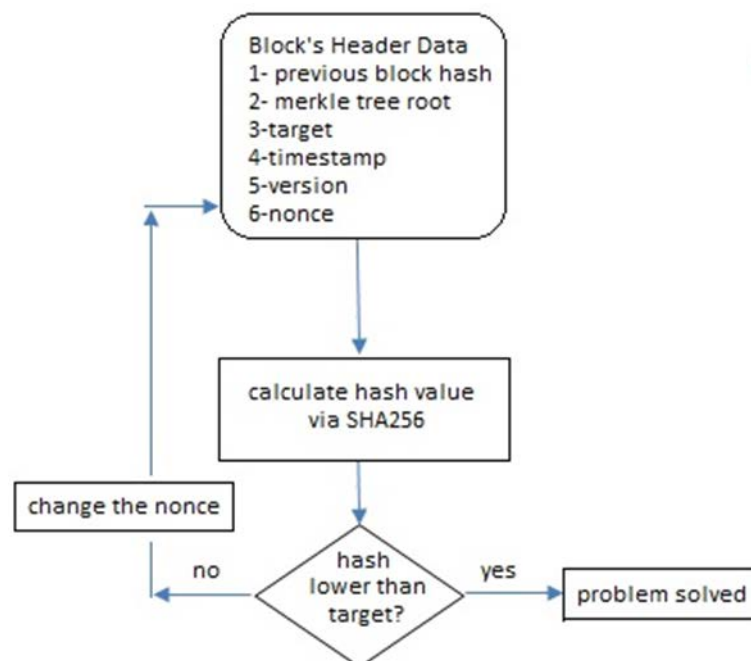 Block's Header Data
1- previous block hash
2- merkle tree root
3-target
4-timestamp
5-version
6-nonce
calculate hash value
via SHA256
change the nonce
no
hash
lower than
target?
yes
problem solved